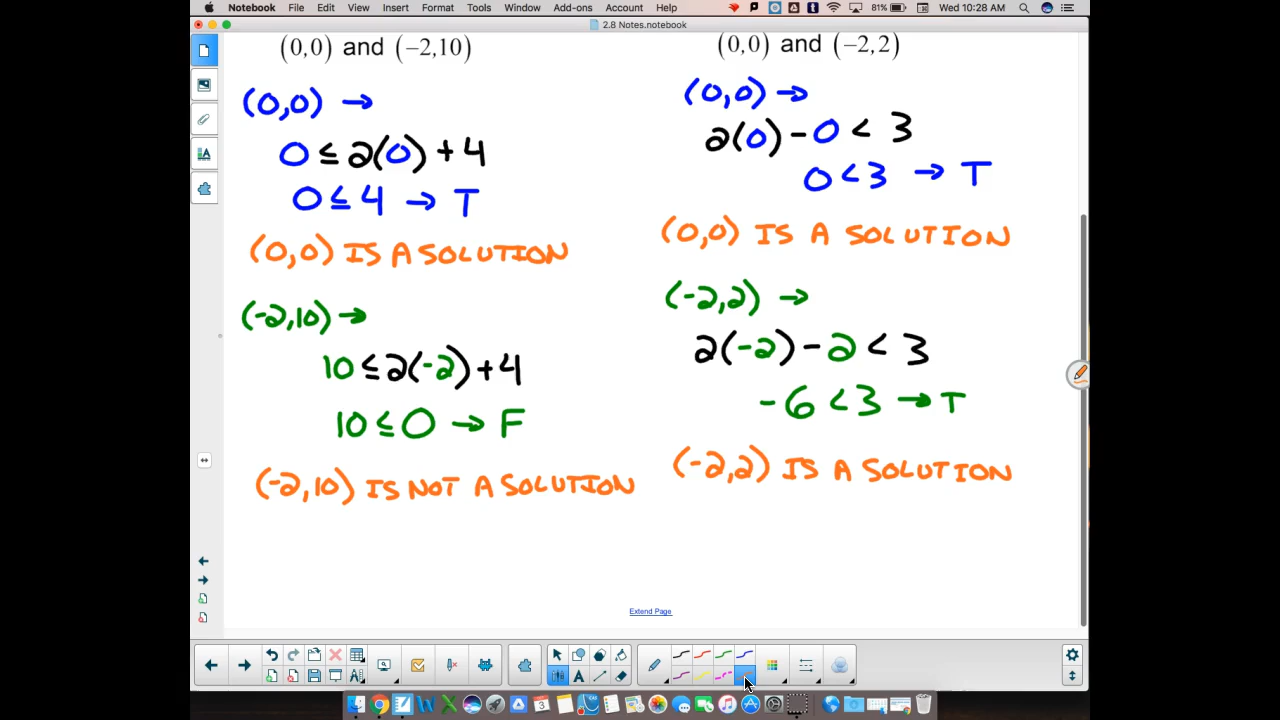 Notebook File Edit View Insert Format Tools Window Add-ons Account Help 81% Wed 10:28 AM
2.8 Notes.notebook
(0,0) and (−2,10)
(0,0) →
0 ≤ 2(0) + 4
0 ≤ 4 → T
(0,0) IS A SOLUTION
(-2,10) →
10 ≤ 2(-2) + 4
10 ≤ 0 → F
(-2,10) IS NOT A SOLUTION
(0,0) and (−2,2)
(0,0) →
2(0) - 0 < 3
0 < 3 → T
(0,0) IS A SOLUTION
(-2,2) →
2(-2) - 2 < 3
-6 < 3 → T
(-2,2) IS A SOLUTION
Extend Page